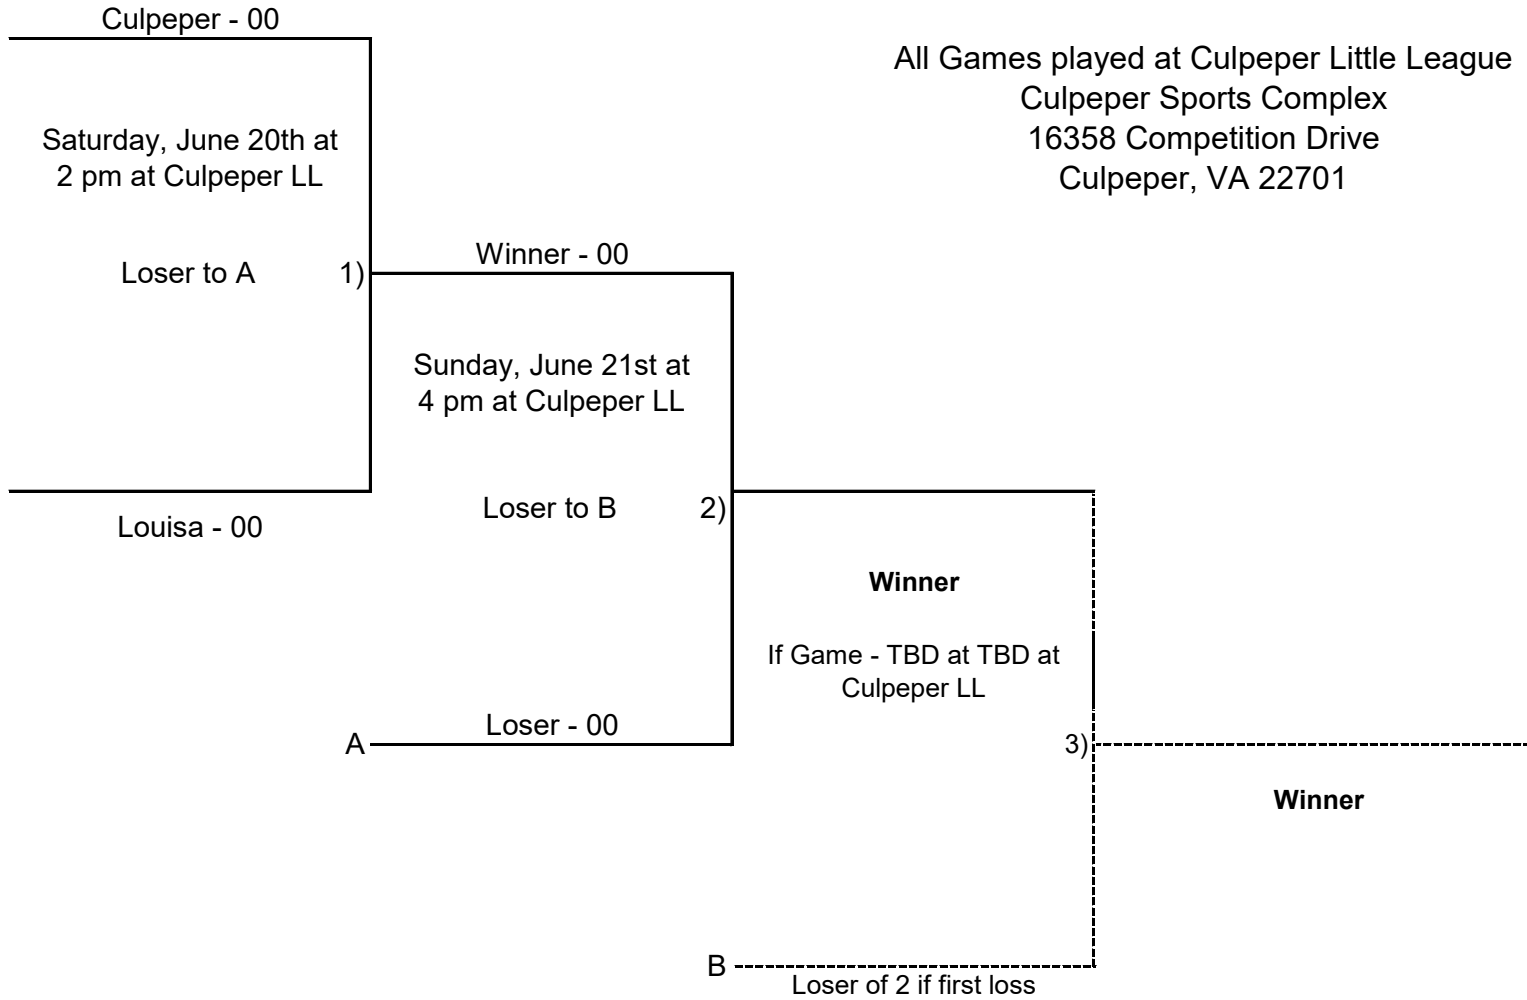 Culpeper - 00
All Games played at Culpeper Little League
Culpeper Sports Complex
16358 Competition Drive
Culpeper, VA 22701
Saturday, June 20th at
2 pm at Culpeper LL
Loser to A
1)
Winner - 00
Sunday, June 21st at
4 pm at Culpeper LL
Loser to B
2)
Louisa - 00
Winner
If Game - TBD at TBD at
Culpeper LL
Loser - 00
A
3)
Winner
B
Loser of 2 if first loss